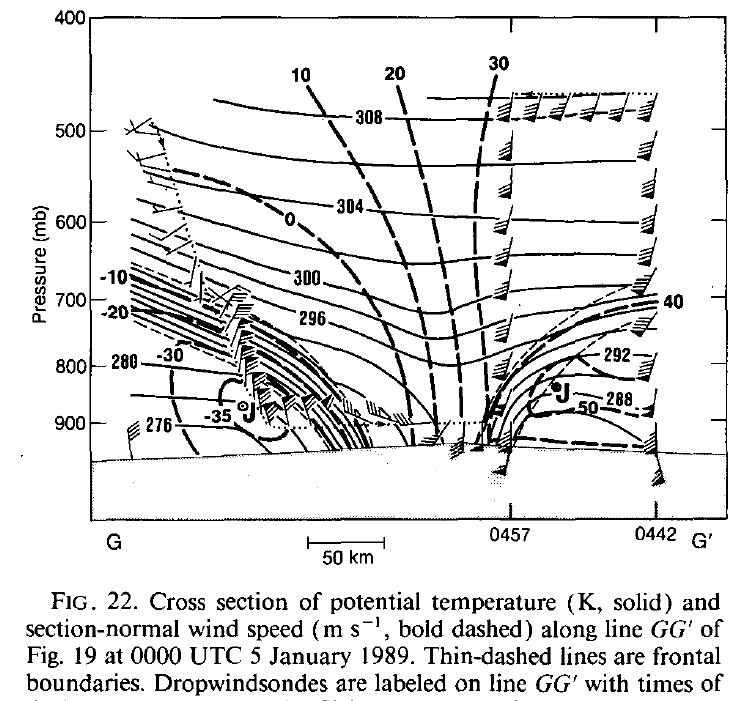 400
500
600
700
800
900
Pressure (mb)
10
20
30
308
304
0
300
296
-10
-20
-30
280
-35
J
276
40
292
J
288
50
G
50 km
0457
0442
G'
FIG. 22. Cross section of potential temperature (K, solid) and
section-normal wind speed (m s⁻¹, bold dashed) along line GG' of
Fig. 19 at 0000 UTC 5 January 1989. Thin-dashed lines are frontal
boundaries. Dropwindsondes are labeled on line GG' with times of